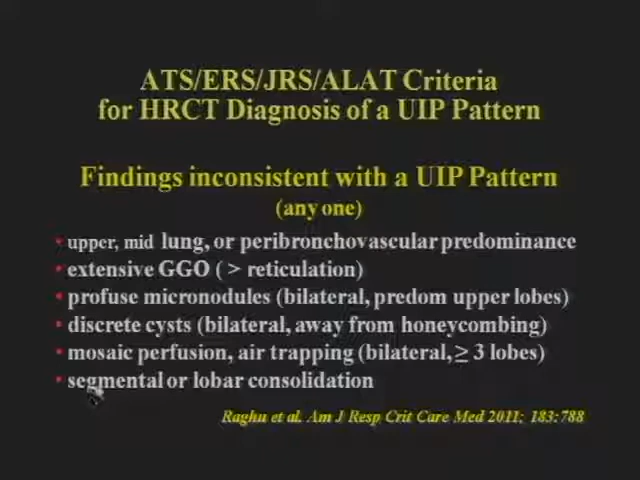 ATS/ERS/JRS/ALAT Criteria
for HRCT Diagnosis of a UIP Pattern
Findings inconsistent with a UIP Pattern
(any one)
• upper, mid lung, or peribronchovascular predominance
• extensive GGO ( > reticulation)
• profuse micronodules (bilateral, predom upper lobes)
• discrete cysts (bilateral, away from honeycombing)
• mosaic perfusion, air trapping (bilateral, ≥ 3 lobes)
• segmental or lobar consolidation
Raghu et al. Am J Resp Crit Care Med 2011; 183:788